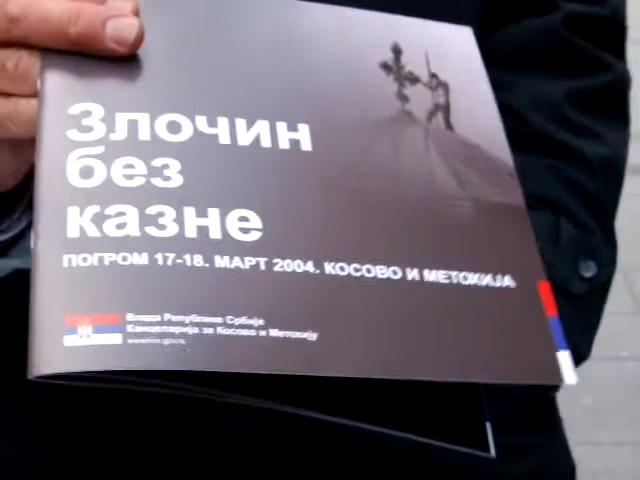 Злочин
без
казне
ПОГРОМ 17-18. МАРТ 2004. КОСОВО И МЕТОХИЈА
Влада Републике Србије
Канцеларија за Косово и Метохију